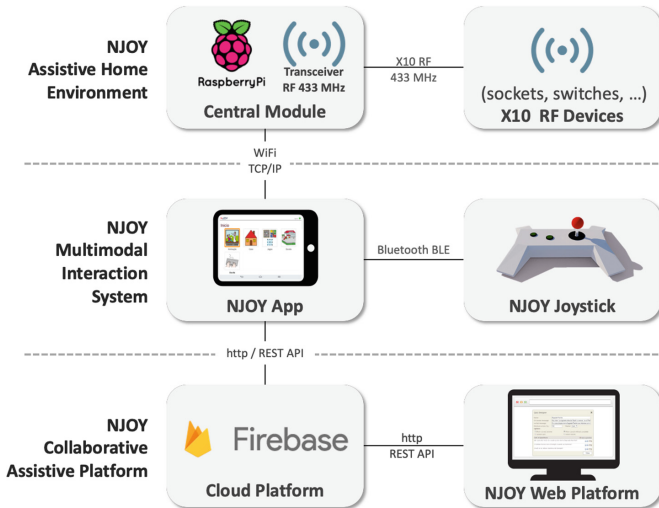 NJOY
Assistive Home
Environment
RaspberryPi
Transceiver
RF 433 MHz
Central Module
X10 RF
433 MHz
(sockets, switches, ...)
X10 RF Devices
WiFi
TCP/IP
NJOY
Multimodal
Interaction
System
NJOY App
Bluetooth BLE
NJOY Joystick
http / REST API
NJOY
Collaborative
Assistive Platform
Firebase
Cloud Platform
http
REST API
NJOY Web Platform